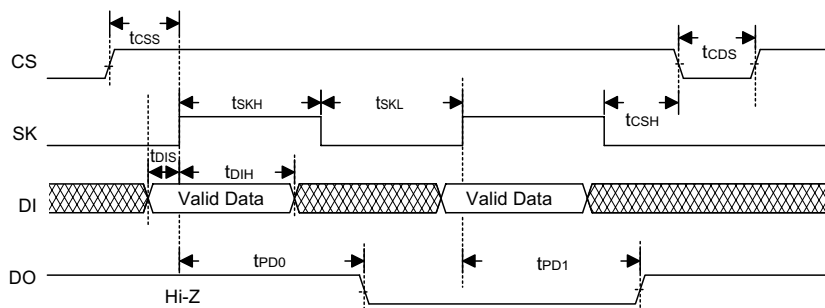 tCSS
tCDS
CS
tSKH
tSKL
tCSH
SK
tDIS
tDIH
DI
Valid Data
Valid Data
tPD0
tPD1
DO
Hi-Z